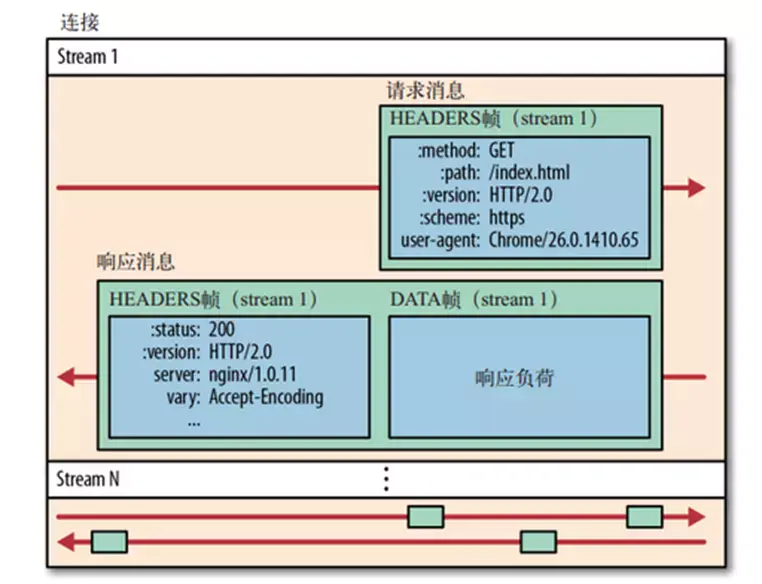 连接
Stream 1
请求消息
HEADERS帧（stream 1）
:method: GET
:path: /index.html
:version: HTTP/2.0
:scheme: https
user-agent: Chrome/26.0.1410.65
响应消息
HEADERS帧（stream 1）
:status: 200
:version: HTTP/2.0
server: nginx/1.0.11
vary: Accept-Encoding
...
DATA帧（stream 1）
响应负荷
Stream N